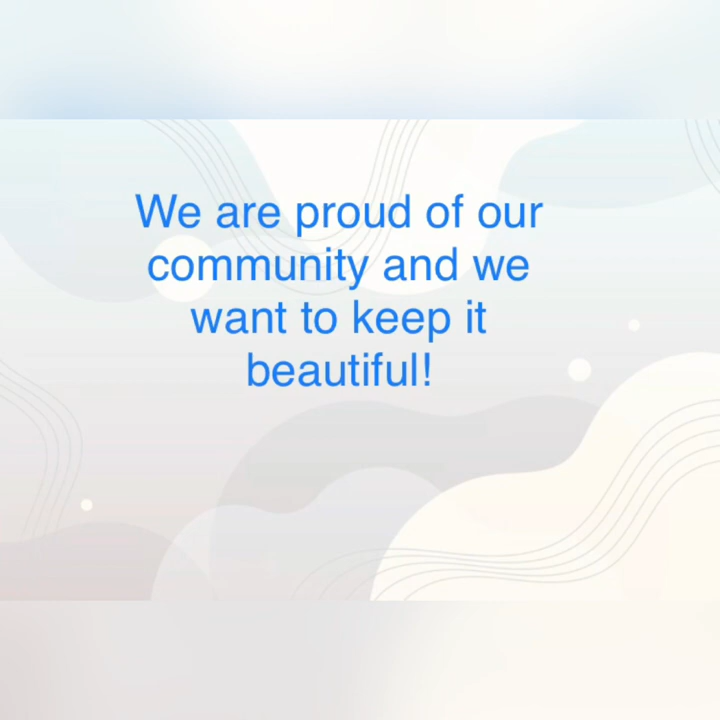 We are proud of our
community and we
want to keep it
beautiful!